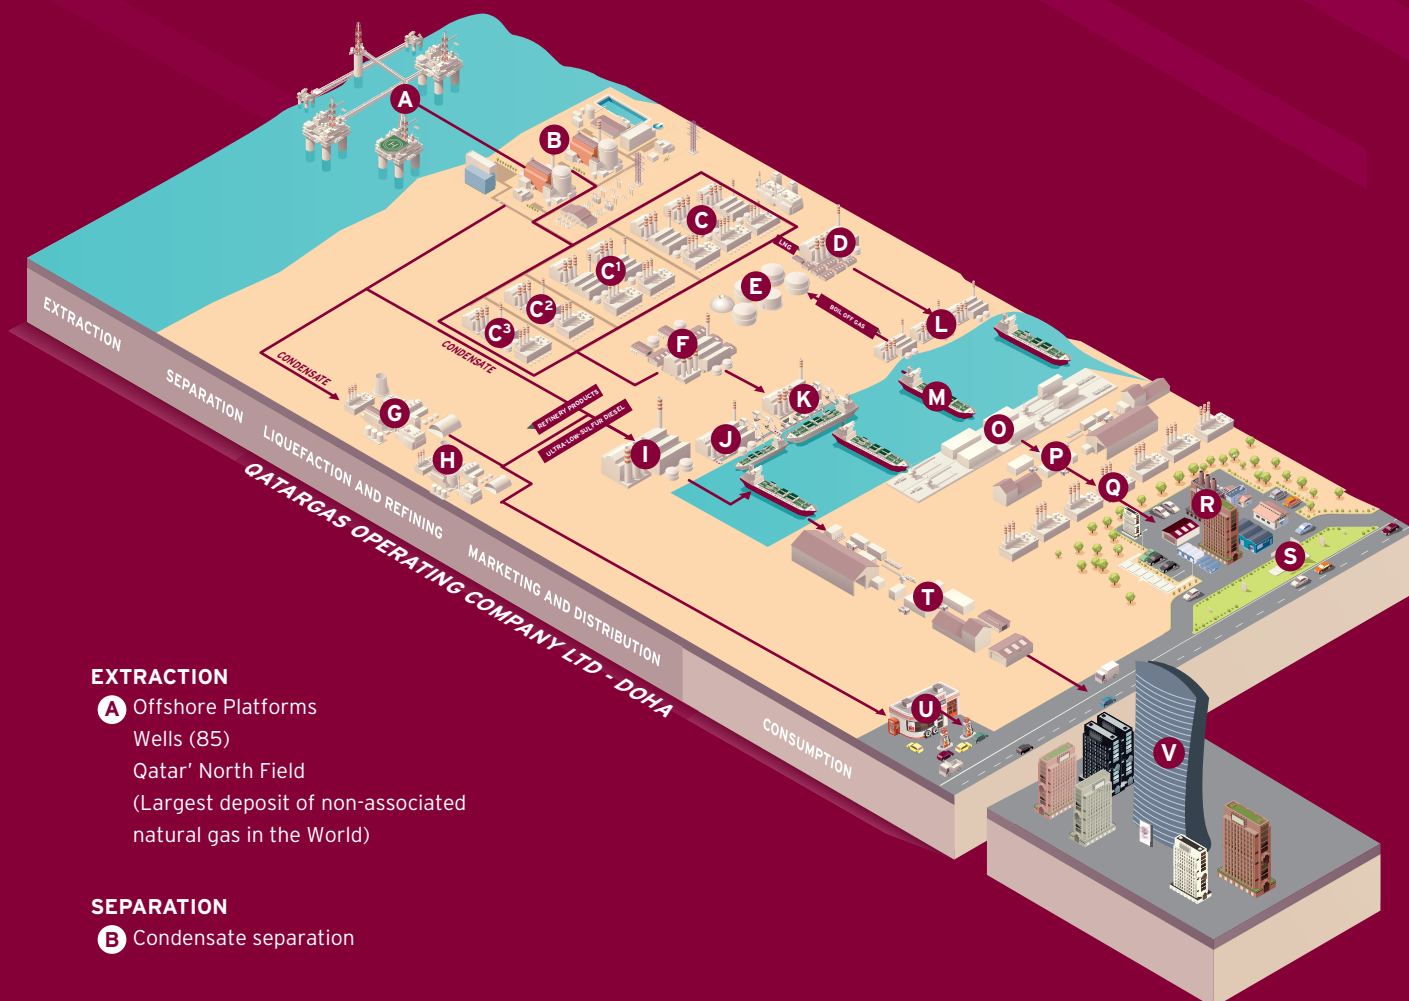 A
B
C
D
LNG
C¹
E
BOIL OFF GAS
L
C²
C³
F
EXTRACTION
CONDENSATE
CONDENSATE
K
M
SEPARATION
G
REFINERY PRODUCTS
ULTRA-LOW-SULFUR DIESEL
J
O
I
P
H
LIQUEFACTION AND REFINING
Q
R
QATARGAS OPERATING COMPANY LTD - DOHA
MARKETING AND DISTRIBUTION
S
T
U
CONSUMPTION
V
EXTRACTION
A Offshore Platforms
Wells (85)
Qatar’ North Field
(Largest deposit of non-associated
natural gas in the World)
SEPARATION
B Condensate separation